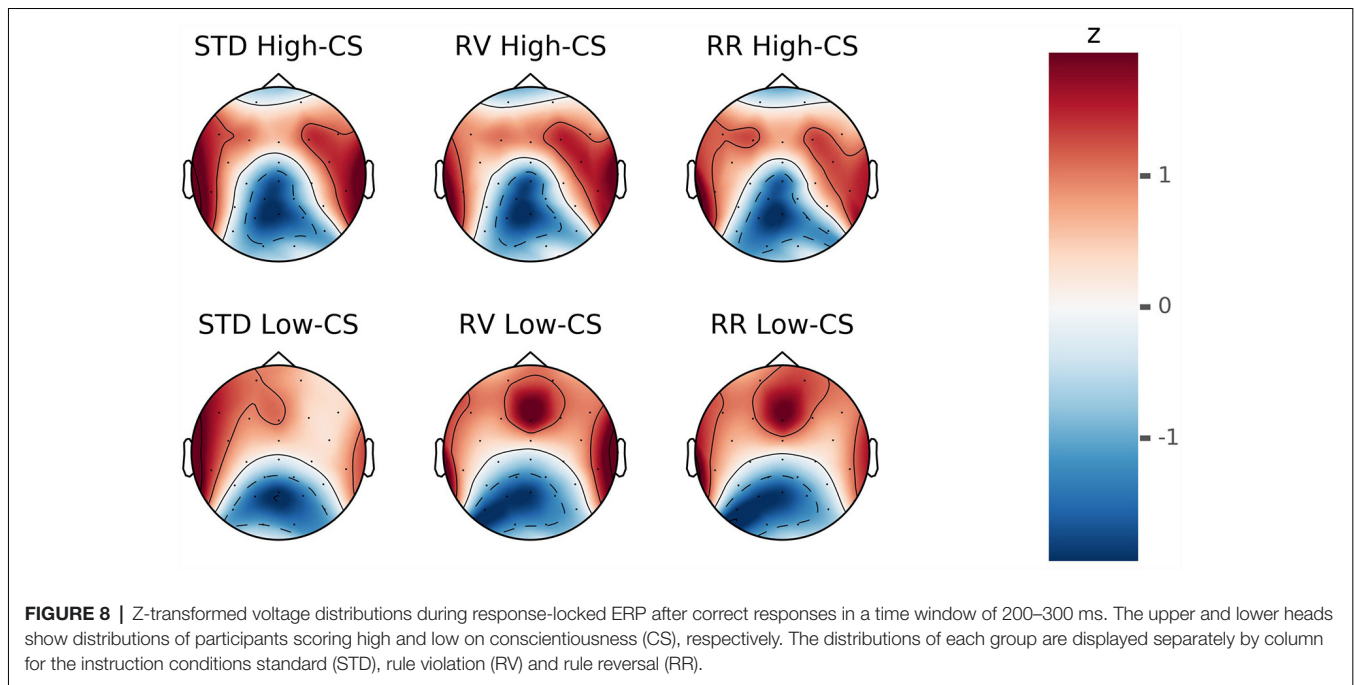 STD High-CS RV High-CS RR High-CS z
1
0
STD Low-CS RV Low-CS RR Low-CS
-1
FIGURE 8 | Z-transformed voltage distributions during response-locked ERP after correct responses in a time window of 200–300 ms. The upper and lower heads
show distributions of participants scoring high and low on conscientiousness (CS), respectively. The distributions of each group are displayed separately by column
for the instruction conditions standard (STD), rule violation (RV) and rule reversal (RR).